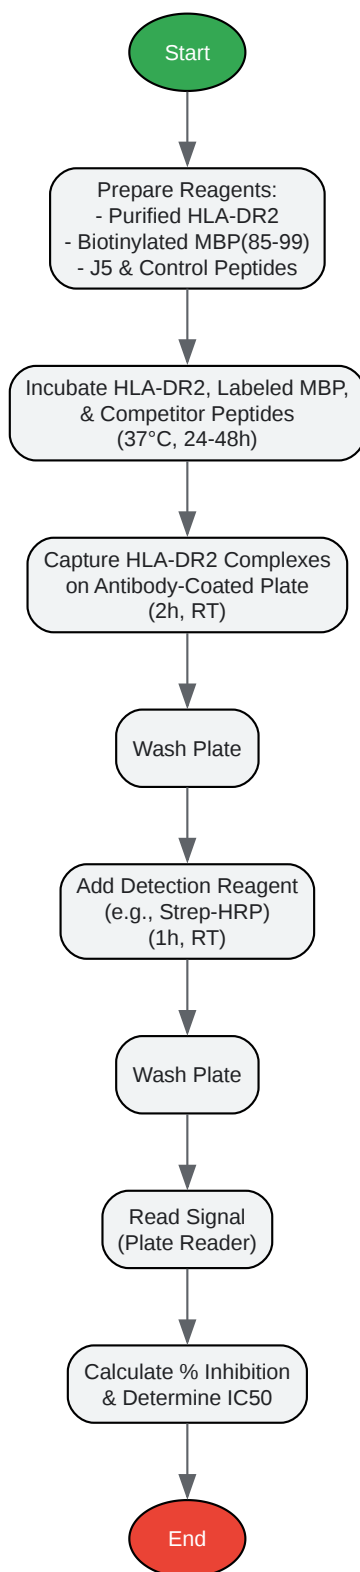 Start
Prepare Reagents:
- Purified HLA-DR2
- Biotinylated MBP(85-99)
- J5 & Control Peptides
Incubate HLA-DR2, Labeled MBP,
& Competitor Peptides
(37°C, 24-48h)
Capture HLA-DR2 Complexes
on Antibody-Coated Plate
(2h, RT)
Wash Plate
Add Detection Reagent
(e.g., Strep-HRP)
(1h, RT)
Wash Plate
Read Signal
(Plate Reader)
Calculate % Inhibition
& Determine IC50
End